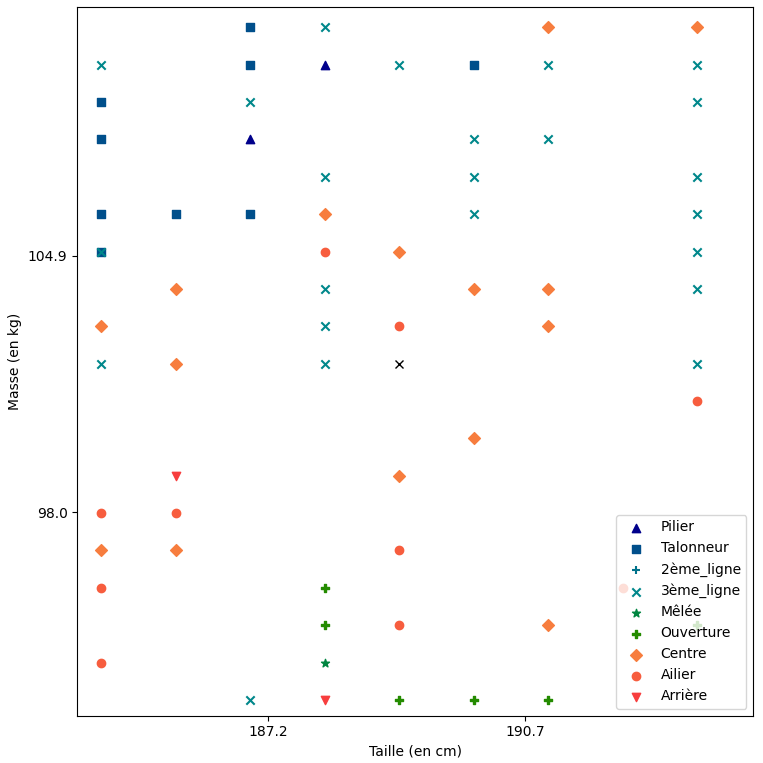 104.9
98.0
Masse (en kg)
187.2
190.7
Taille (en cm)
Pilier
Talonneur
2ème_ligne
3ème_ligne
Mêlée
Ouverture
Centre
Ailier
Arrière